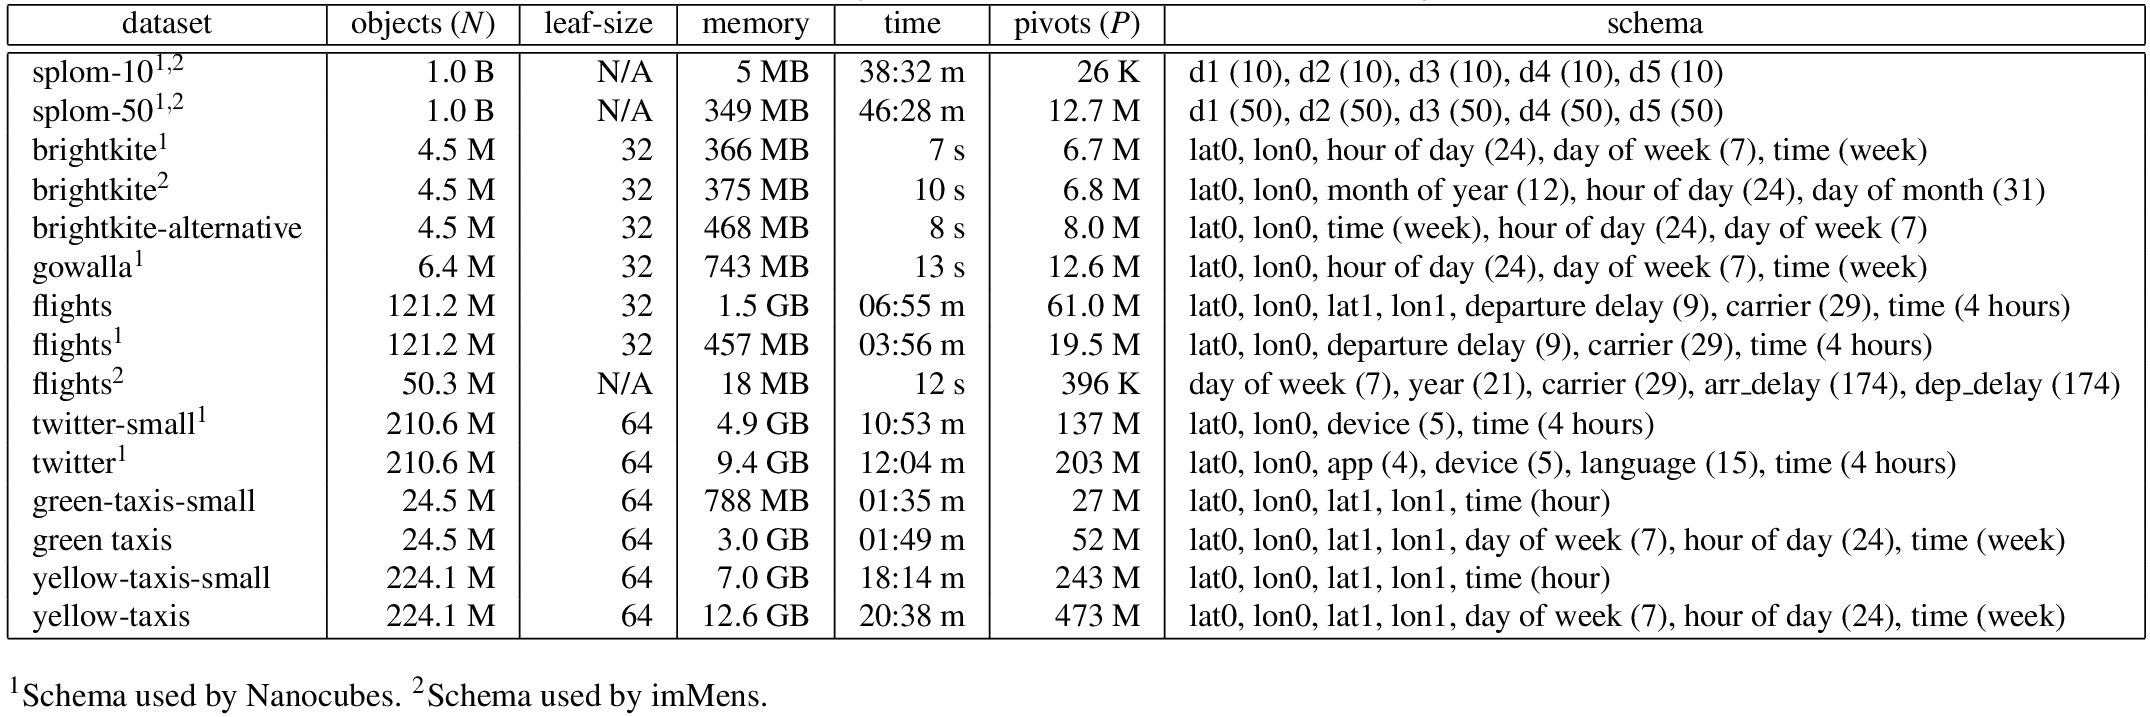 dataset objects (N) leaf-size memory time pivots (P) schema
splom-10^1,2 1.0 B N/A 5 MB 38:32 m 26 K d1 (10), d2 (10), d3 (10), d4 (10), d5 (10)
splom-50^1,2 1.0 B N/A 349 MB 46:28 m 12.7 M d1 (50), d2 (50), d3 (50), d4 (50), d5 (50)
brightkite^1 4.5 M 32 366 MB 7 s 6.7 M lat0, lon0, hour of day (24), day of week (7), time (week)
brightkite^2 4.5 M 32 375 MB 10 s 6.8 M lat0, lon0, month of year (12), hour of day (24), day of month (31)
brightkite-alternative 4.5 M 32 468 MB 8 s 8.0 M lat0, lon0, time (week), hour of day (24), day of week (7)
gowalla^1 6.4 M 32 743 MB 13 s 12.6 M lat0, lon0, hour of day (24), day of week (7), time (week)
flights 121.2 M 32 1.5 GB 06:55 m 61.0 M lat0, lon0, lat1, lon1, departure delay (9), carrier (29), time (4 hours)
flights^1 121.2 M 32 457 MB 03:56 m 19.5 M lat0, lon0, departure delay (9), carrier (29), time (4 hours)
flights^2 50.3 M N/A 18 MB 12 s 396 K day of week (7), year (21), carrier (29), arr_delay (174), dep_delay (174)
twitter-small^1 210.6 M 64 4.9 GB 10:53 m 137 M lat0, lon0, device (5), time (4 hours)
twitter^1 210.6 M 64 9.4 GB 12:04 m 203 M lat0, lon0, app (4), device (5), language (15), time (4 hours)
green-taxis-small 24.5 M 64 788 MB 01:35 m 27 M lat0, lon0, lat1, lon1, time (hour)
green taxis 24.5 M 64 3.0 GB 01:49 m 52 M lat0, lon0, lat1, lon1, day of week (7), hour of day (24), time (week)
yellow-taxis-small 224.1 M 64 7.0 GB 18:14 m 243 M lat0, lon0, lat1, lon1, time (hour)
yellow-taxis 224.1 M 64 12.6 GB 20:38 m 473 M lat0, lon0, lat1, lon1, day of week (7), hour of day (24), time (week)
^1Schema used by Nanocubes. ^2Schema used by imMens.